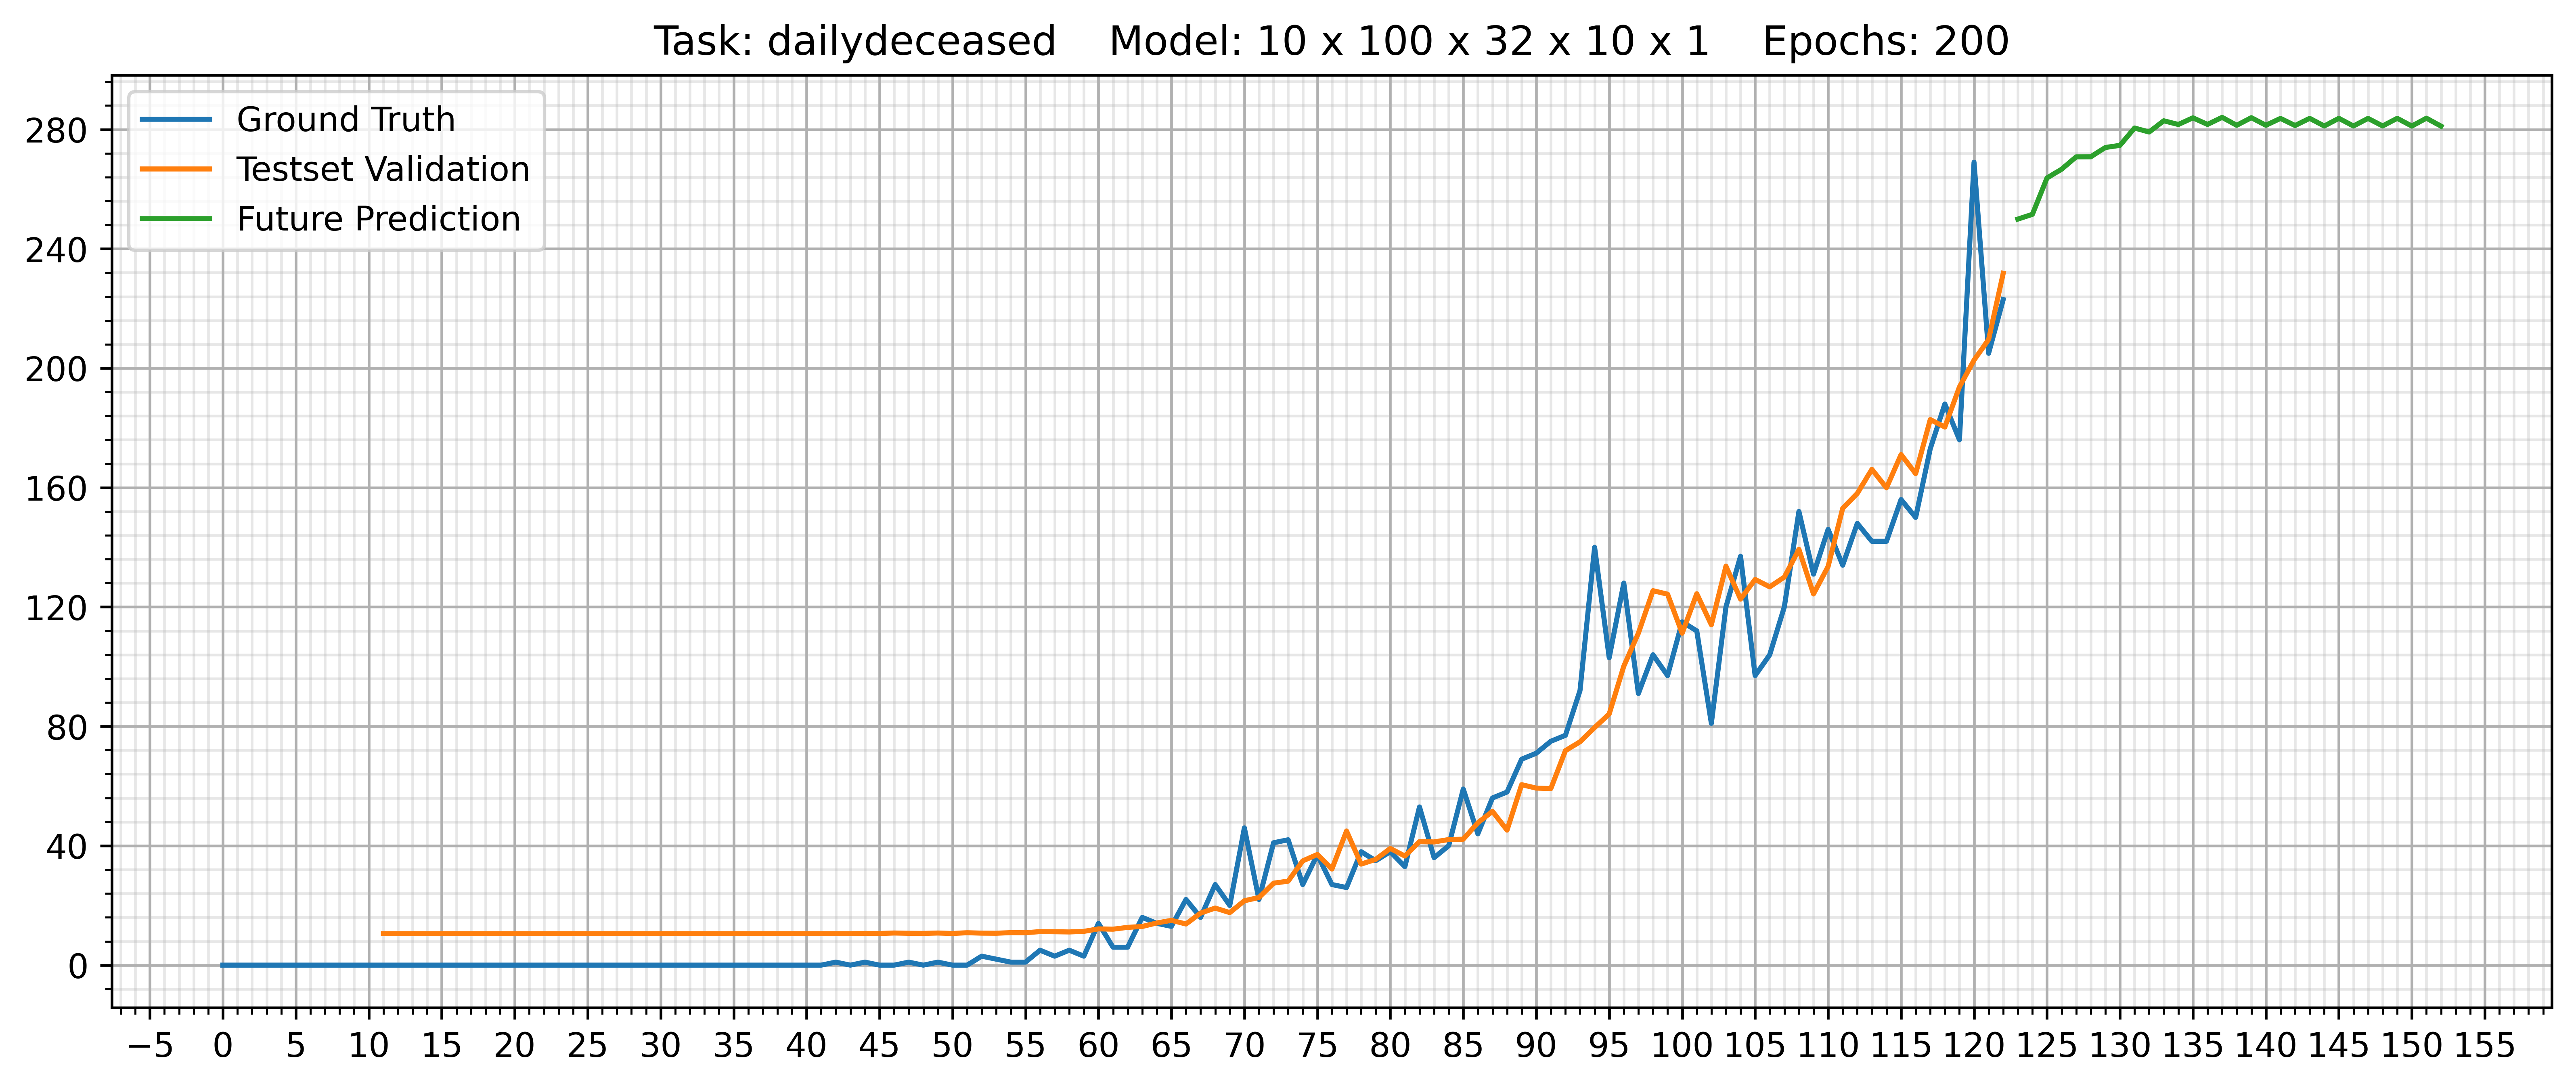 Task: dailydeceased    Model: 10 x 100 x 32 x 10 x 1    Epochs: 200
Ground Truth
Testset Validation
Future Prediction
280
240
200
160
120
80
40
0
−5 0 5 10 15 20 25 30 35 40 45 50 55 60 65 70 75 80 85 90 95 100 105 110 115 120 125 130 135 140 145 150 155